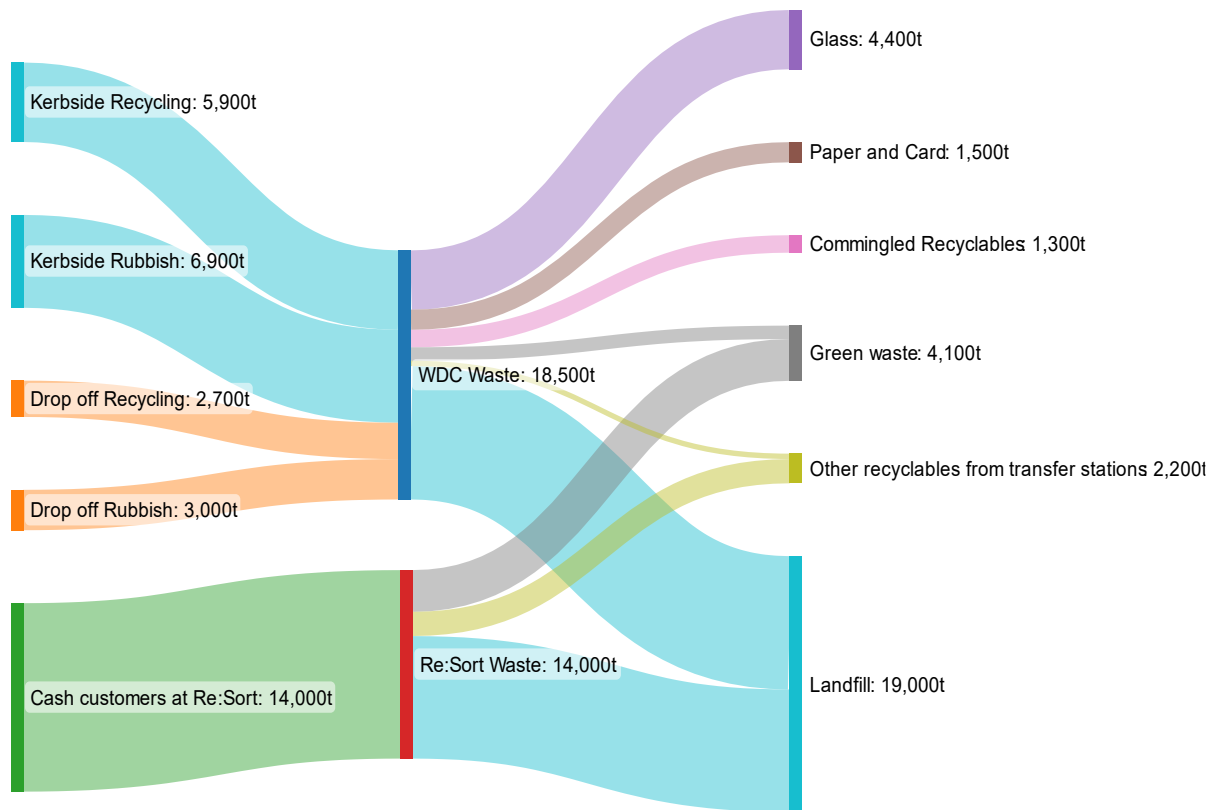 Kerbside Recycling: 5,900t
Kerbside Rubbish: 6,900t
Drop off Recycling: 2,700t
Drop off Rubbish: 3,000t
Cash customers at Re:Sort: 14,000t
WDC Waste: 18,500t
Re:Sort Waste: 14,000t
Glass: 4,400t
Paper and Card: 1,500t
Commingled Recyclables: 1,300t
Green waste: 4,100t
Other recyclables from transfer stations 2,200t
Landfill: 19,000t